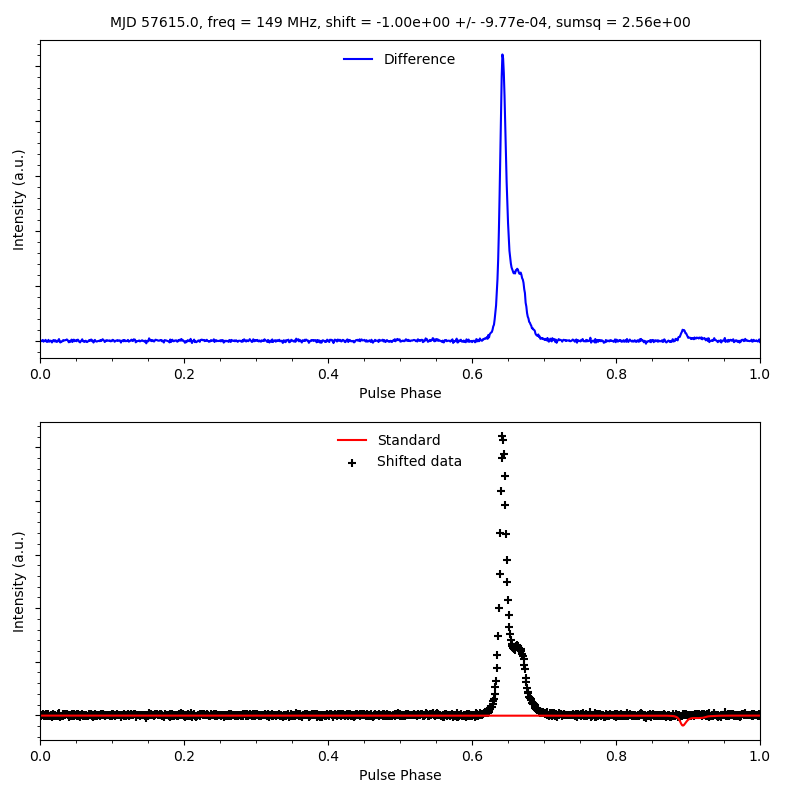 MJD 57615.0, freq = 149 MHz, shift = -1.00e+00 +/- -9.77e-04, sumsq = 2.56e+00
Difference
Intensity (a.u.)
0.0 0.2 0.4 0.6 0.8 1.0
Pulse Phase
Standard
Shifted data
Intensity (a.u.)
0.0 0.2 0.4 0.6 0.8 1.0
Pulse Phase